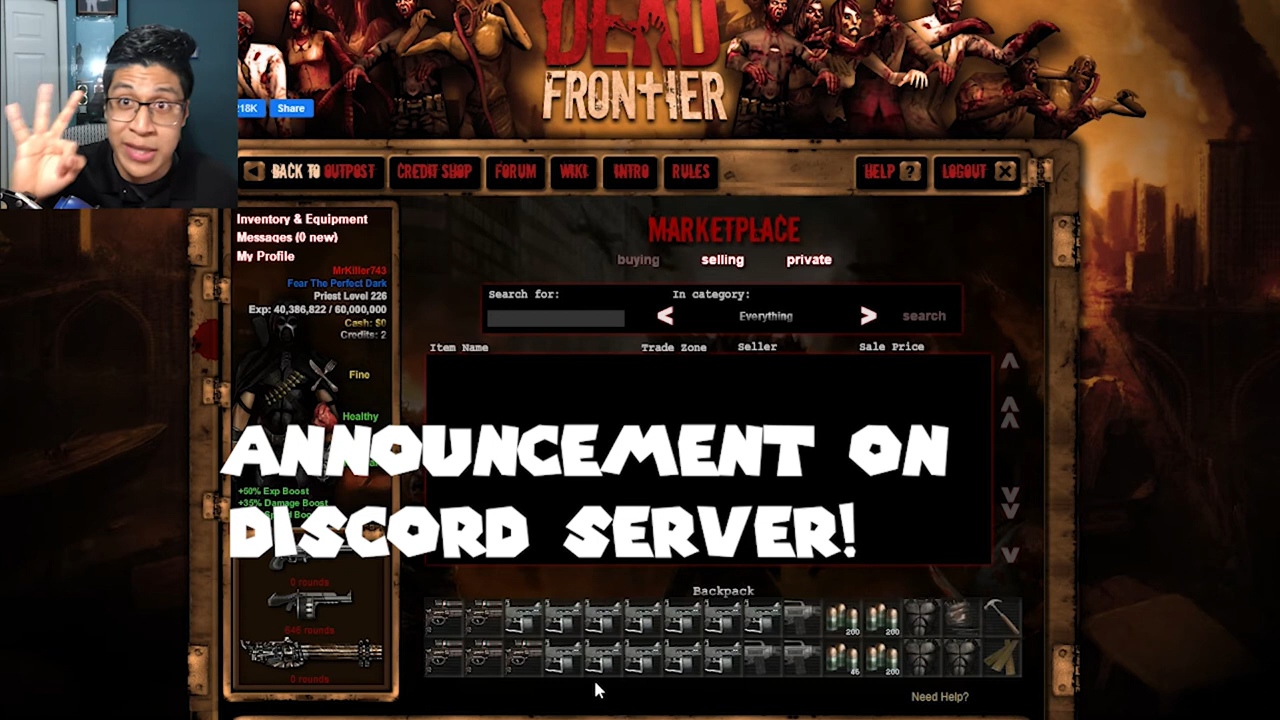 DEAD
FRONTIER
218K
Share
BACK TO OUTPOST
CREDIT SHOP
FORUM
WIKI
INTRO
RULES
HELP ?
LOGOUT
Inventory & Equipment
Messages (0 new)
My Profile
MrKiller743
Fear The Perfect Dark
Priest Level 226
Exp: 40,386,822 / 60,000,000
Cash: $0
Credits: 2
Fine
Healthy
+50% Exp Boost
+35% Damage Boost
0 rounds
646 rounds
0 rounds
MARKETPLACE
buying selling private
Search for: In category:
< Everything > search
Item Name Trade Zone Seller Sale Price
ANNOUNCEMENT ON
DISCORD SERVER!
Backpack
200 200
46 200
Need Help?